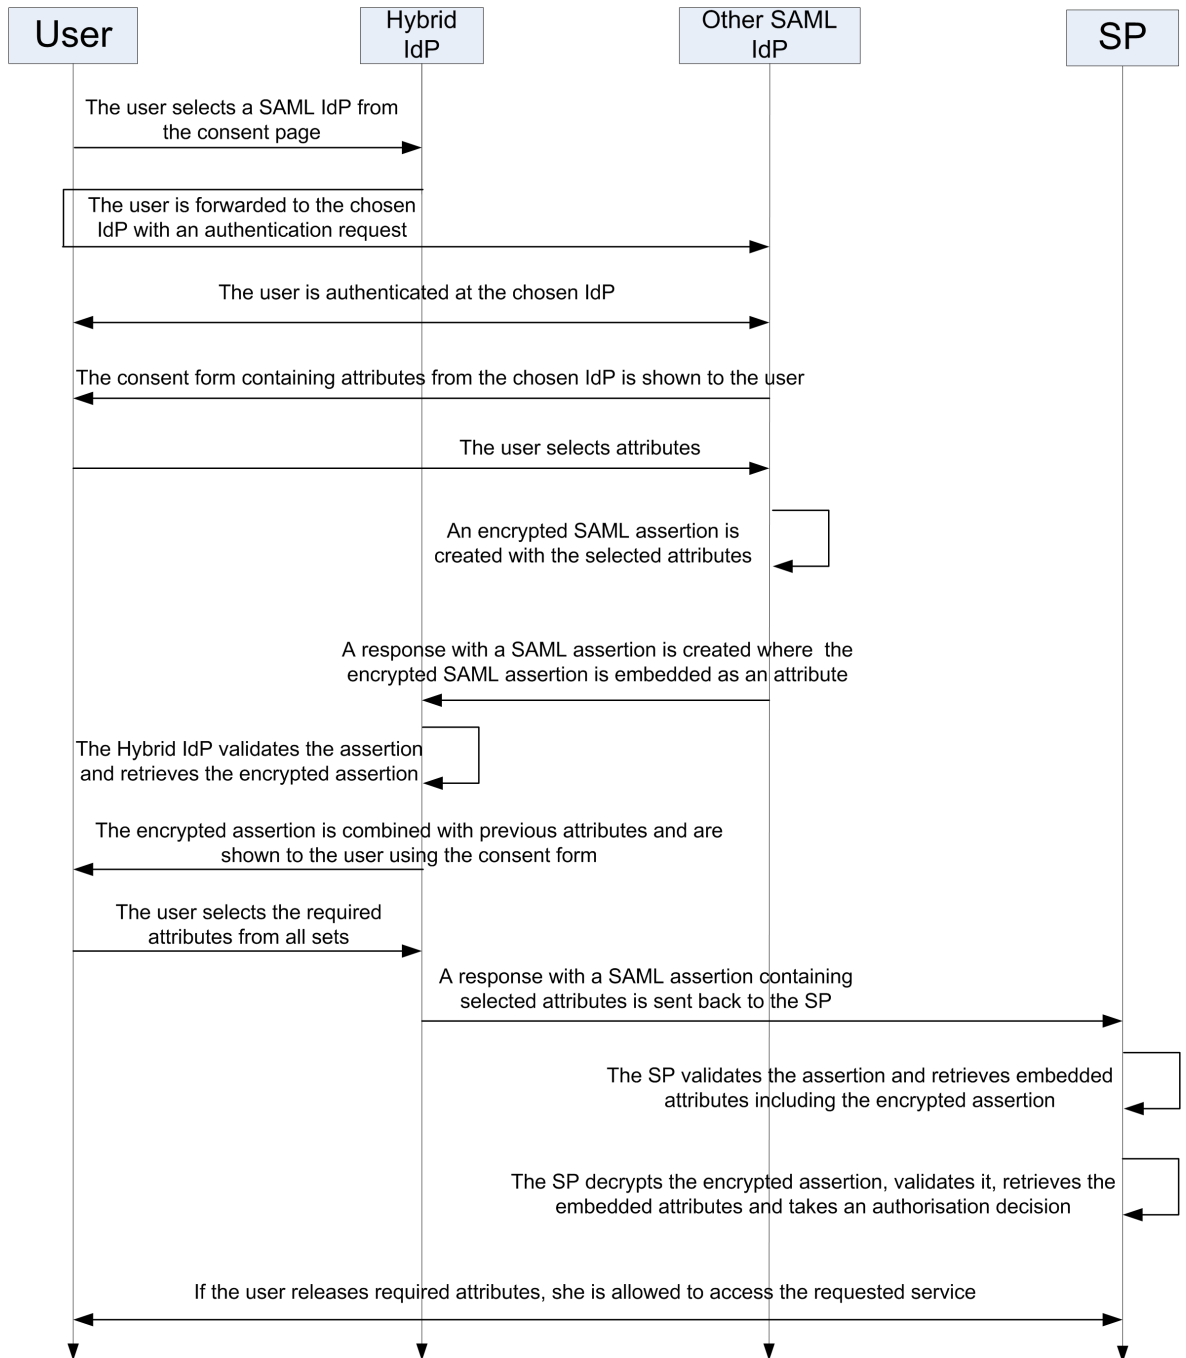 User
Hybrid
IdP
Other SAML
IdP
SP
The user selects a SAML IdP from
the consent page
The user is forwarded to the chosen
IdP with an authentication request
The user is authenticated at the chosen IdP
The consent form containing attributes from the chosen IdP is shown to the user
The user selects attributes
An encrypted SAML assertion is
created with the selected attributes
A response with a SAML assertion is created where the
encrypted SAML assertion is embedded as an attribute
The Hybrid IdP validates the assertion
and retrieves the encrypted assertion
The encrypted assertion is combined with previous attributes and are
shown to the user using the consent form
The user selects the required
attributes from all sets
A response with a SAML assertion containing
selected attributes is sent back to the SP
The SP validates the assertion and retrieves embedded
attributes including the encrypted assertion
The SP decrypts the encrypted assertion, validates it, retrieves the
embedded attributes and takes an authorisation decision
If the user releases required attributes, she is allowed to access the requested service